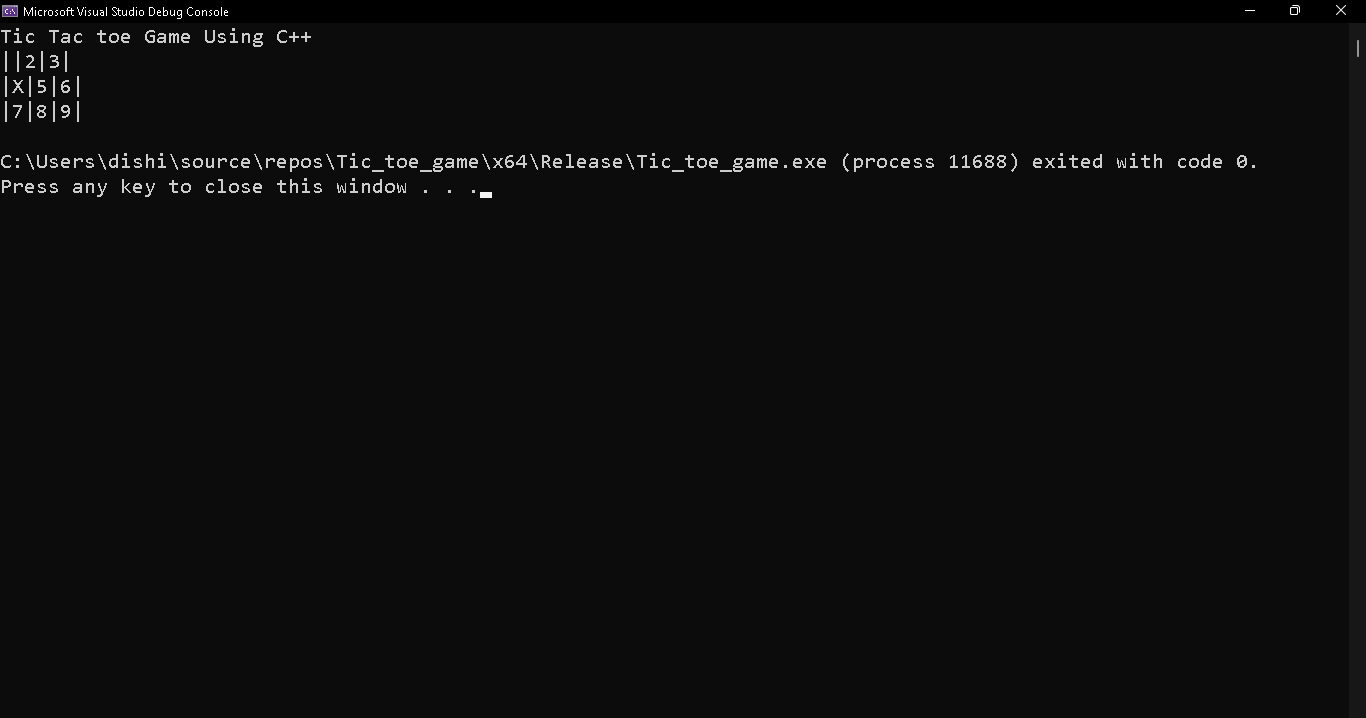 Microsoft Visual Studio Debug Console
Tic Tac toe Game Using C++
||2|3|
|X|5|6|
|7|8|9|
C:\Users\dishi\source\repos\Tic_toe_game\x64\Release\Tic_toe_game.exe (process 11688) exited with code 0.
Press any key to close this window . . .